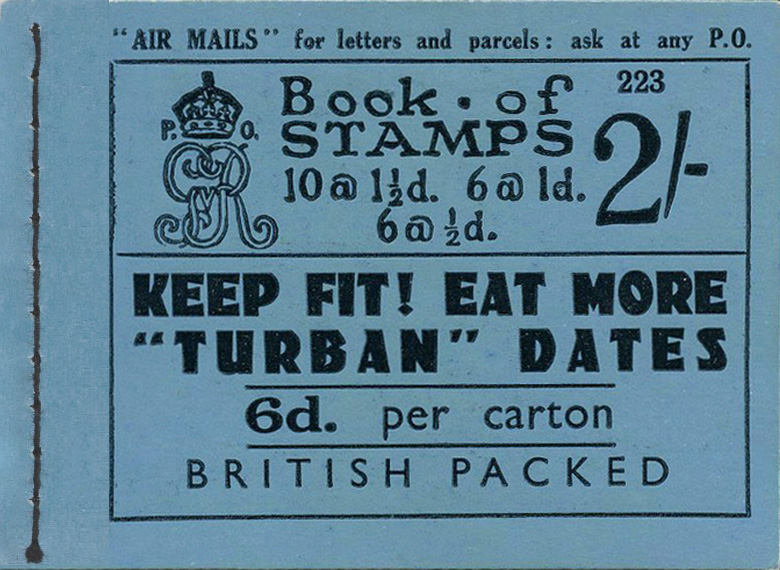 "AIR MAILS" for letters and parcels: ask at any P.O.
223
P. O.
GR
Book · of
STAMPS
2/-
10@1½d. 6@1d.
6@½d.
KEEP FIT! EAT MORE
"TURBAN" DATES
6d. per carton
BRITISH PACKED